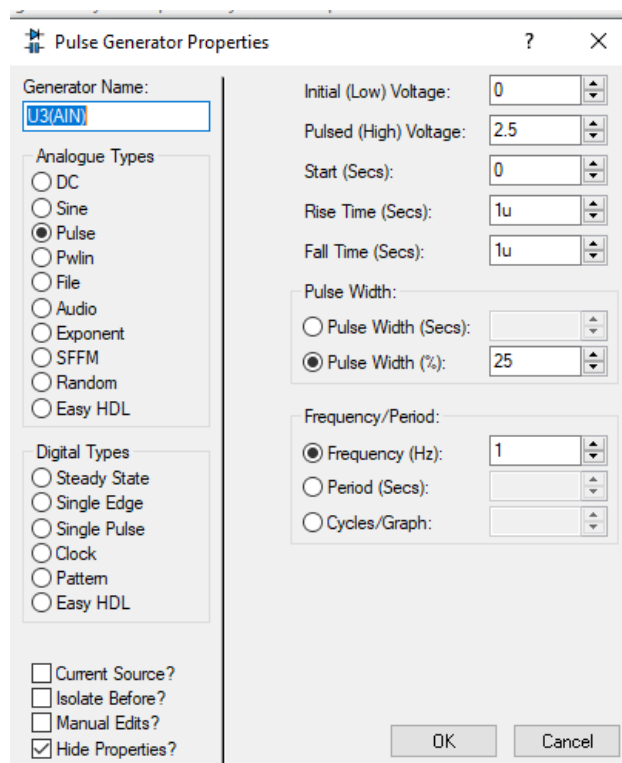 Pulse Generator Properties ? ×
Generator Name:
U3(AIN)
Analogue Types
DC
Sine
Pulse
Pwlin
File
Audio
Exponent
SFFM
Random
Easy HDL
Digital Types
Steady State
Single Edge
Single Pulse
Clock
Pattern
Easy HDL
Current Source?
Isolate Before?
Manual Edits?
Hide Properties?
Initial (Low) Voltage: 0
Pulsed (High) Voltage: 2.5
Start (Secs): 0
Rise Time (Secs): 1u
Fall Time (Secs): 1u
Pulse Width:
Pulse Width (Secs):
Pulse Width (%): 25
Frequency/Period:
Frequency (Hz): 1
Period (Secs):
Cycles/Graph:
OK Cancel